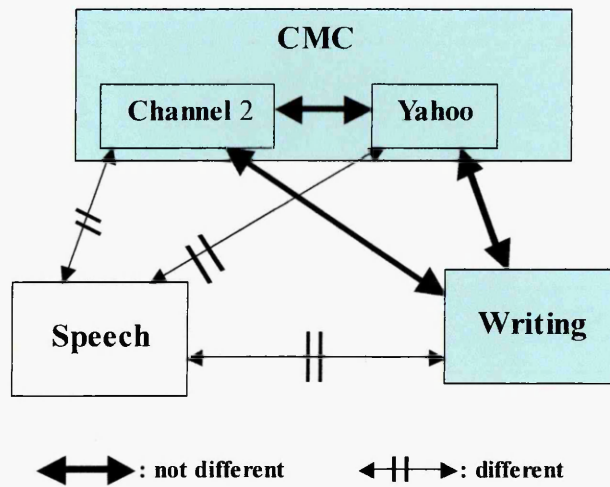 CMC
Channel 2
Yahoo
Speech
Writing
: not different
: different